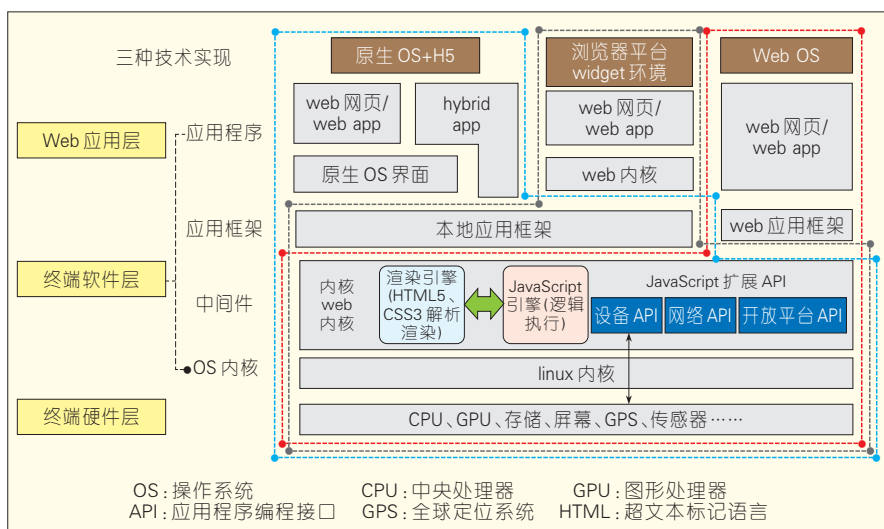 三种技术实现
原生 OS+H5
浏览器平台
widget 环境
Web OS
web 网页/
web app
hybrid
app
web 网页/
web app
web 网页/
web app
Web 应用层
应用程序
原生 OS 界面
web 内核
应用框架
本地应用框架
web 应用框架
终端软件层
中间件
内核
web
内核
渲染引擎
(HTML5、
CSS3 解析
渲染)
JavaScript
引擎(逻辑
执行)
JavaScript 扩展 API
设备 API
网络 API
开放平台 API
OS 内核
linux 内核
终端硬件层
CPU、GPU、存储、屏幕、GPS、传感器……
OS：操作系统 CPU：中央处理器 GPU：图形处理器
API：应用程序编程接口 GPS：全球定位系统 HTML：超文本标记语言